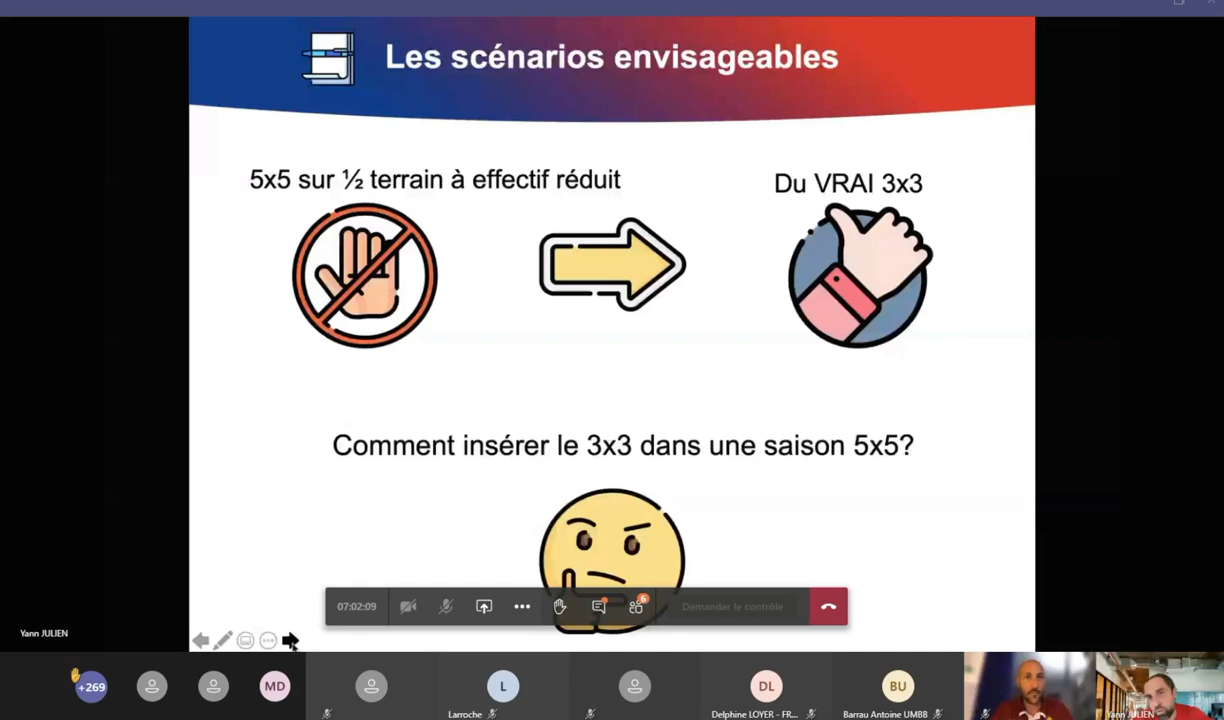 Les scénarios envisageables
5x5 sur ½ terrain à effectif réduit
Du VRAI 3x3
Comment insérer le 3x3 dans une saison 5x5?
07:02:09
6
Demander le contrôle
Yann JULIEN
+269
MD
L
Larroche
DL
Delphine LOYER - FR...
BU
Barrau Antoine UMBB
Yann JULIEN